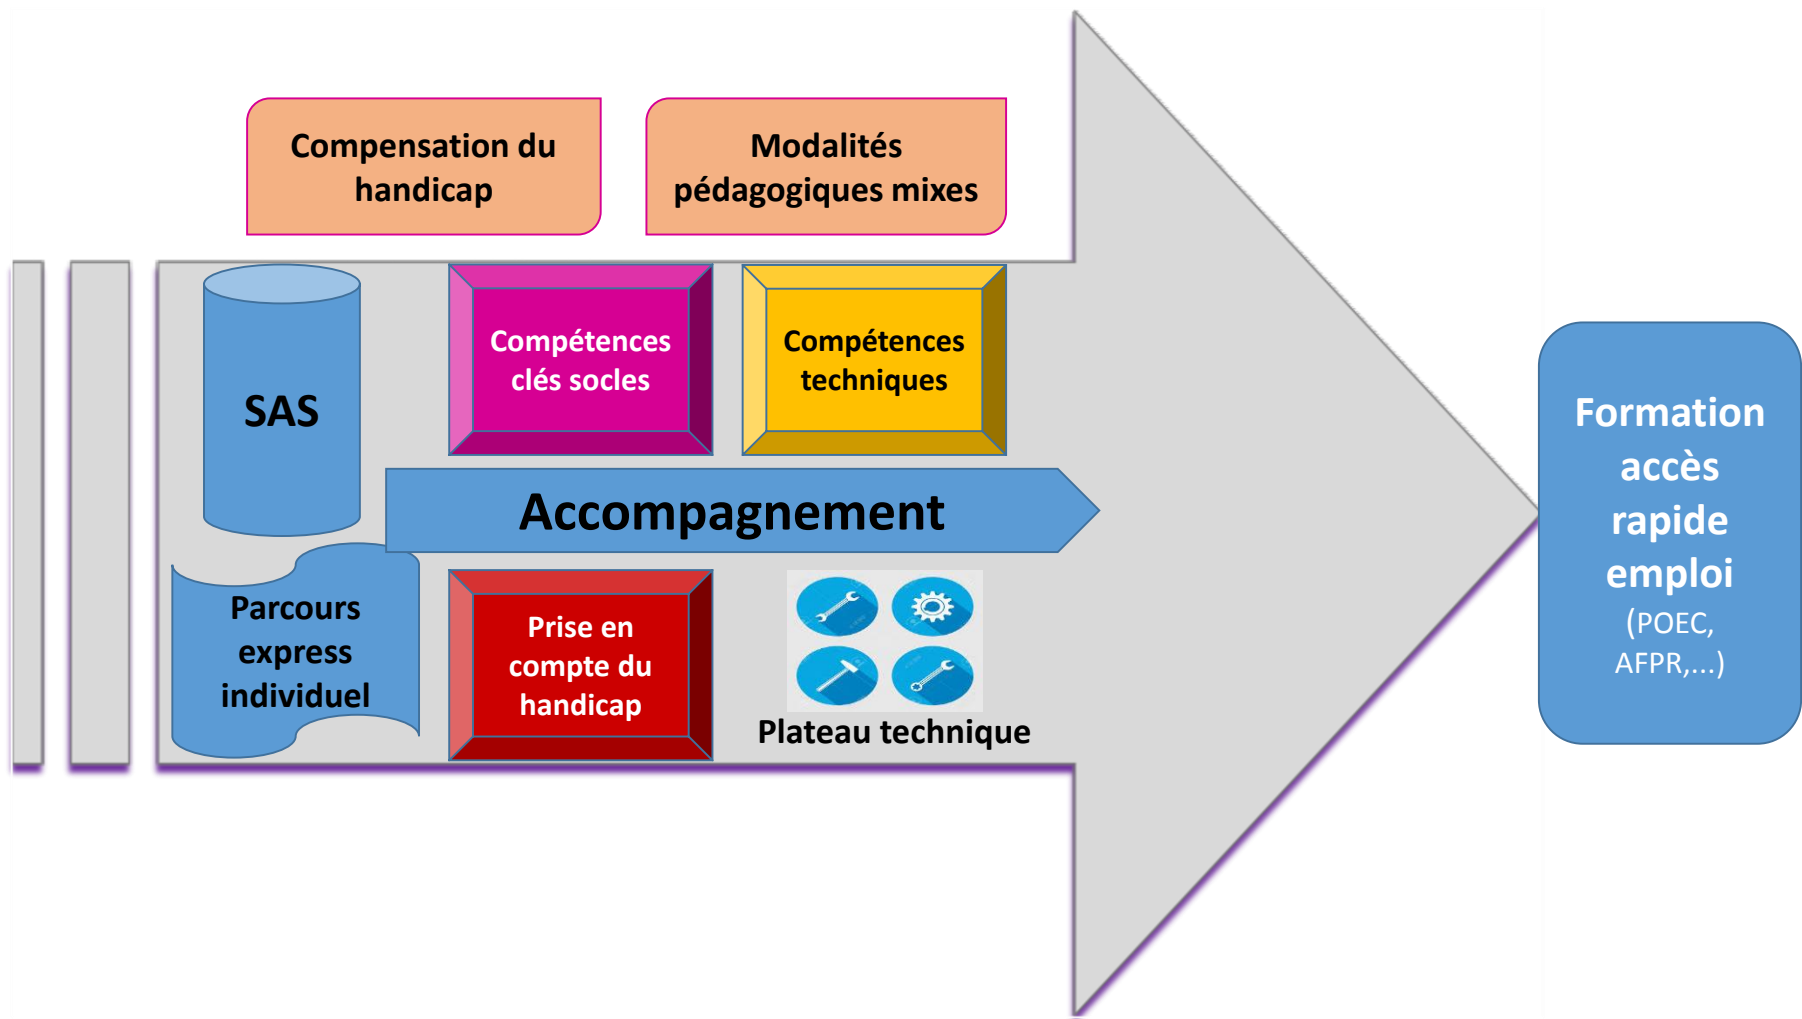 Compensation du
handicap
Modalités
pédagogiques mixes
SAS
Compétences
clés socles
Compétences
techniques
Accompagnement
Parcours
express
individuel
Prise en
compte du
handicap
Plateau technique
Formation
accès
rapide
emploi
(POEC,
AFPR,...)